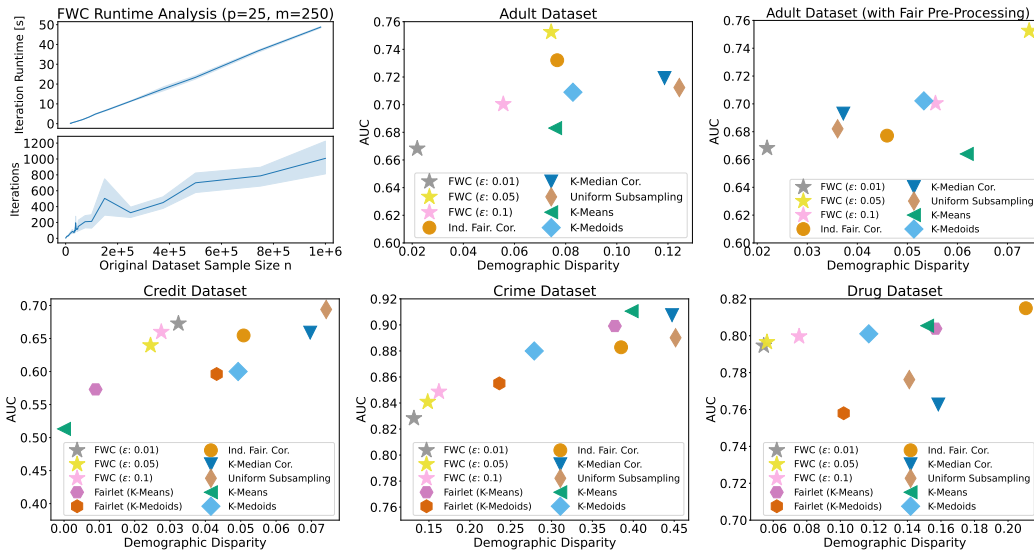 FWC Runtime Analysis (p=25, m=250)
Iteration Runtime [s]
50
40
30
20
10
0
Iterations
1200
1000
800
600
400
200
0
0
2e+5
4e+5
6e+5
8e+5
1e+6
Original Dataset Sample Size n
Adult Dataset
AUC
0.76
0.74
0.72
0.70
0.68
0.66
0.64
0.62
0.60
FWC (ε: 0.01)
FWC (ε: 0.05)
FWC (ε: 0.1)
Ind. Fair. Cor.
K-Median Cor.
Uniform Subsampling
K-Means
K-Medoids
0.02
0.04
0.06
0.08
0.10
0.12
Demographic Disparity
Adult Dataset (with Fair Pre-Processing)
AUC
0.76
0.74
0.72
0.70
0.68
0.66
0.64
0.62
0.60
FWC (ε: 0.01)
FWC (ε: 0.05)
FWC (ε: 0.1)
Ind. Fair. Cor.
K-Median Cor.
Uniform Subsampling
K-Means
K-Medoids
0.02
0.03
0.04
0.05
0.06
0.07
Demographic Disparity
Credit Dataset
AUC
0.70
0.65
0.60
0.55
0.50
0.45
0.40
FWC (ε: 0.01)
FWC (ε: 0.05)
FWC (ε: 0.1)
Fairlet (K-Means)
Fairlet (K-Medoids)
Ind. Fair. Cor.
K-Median Cor.
Uniform Subsampling
K-Means
K-Medoids
0.00
0.01
0.02
0.03
0.04
0.05
0.06
0.07
Demographic Disparity
Crime Dataset
AUC
0.92
0.90
0.88
0.86
0.84
0.82
0.80
0.78
0.76
FWC (ε: 0.01)
FWC (ε: 0.05)
FWC (ε: 0.1)
Fairlet (K-Means)
Fairlet (K-Medoids)
Ind. Fair. Cor.
K-Median Cor.
Uniform Subsampling
K-Means
K-Medoids
0.15
0.20
0.25
0.30
0.35
0.40
0.45
Demographic Disparity
Drug Dataset
AUC
0.82
0.80
0.78
0.76
0.74
0.72
0.70
FWC (ε: 0.01)
FWC (ε: 0.05)
FWC (ε: 0.1)
Fairlet (K-Means)
Fairlet (K-Medoids)
Ind. Fair. Cor.
K-Median Cor.
Uniform Subsampling
K-Means
K-Medoids
0.06
0.08
0.10
0.12
0.14
0.16
0.18
0.20
Demographic Disparity